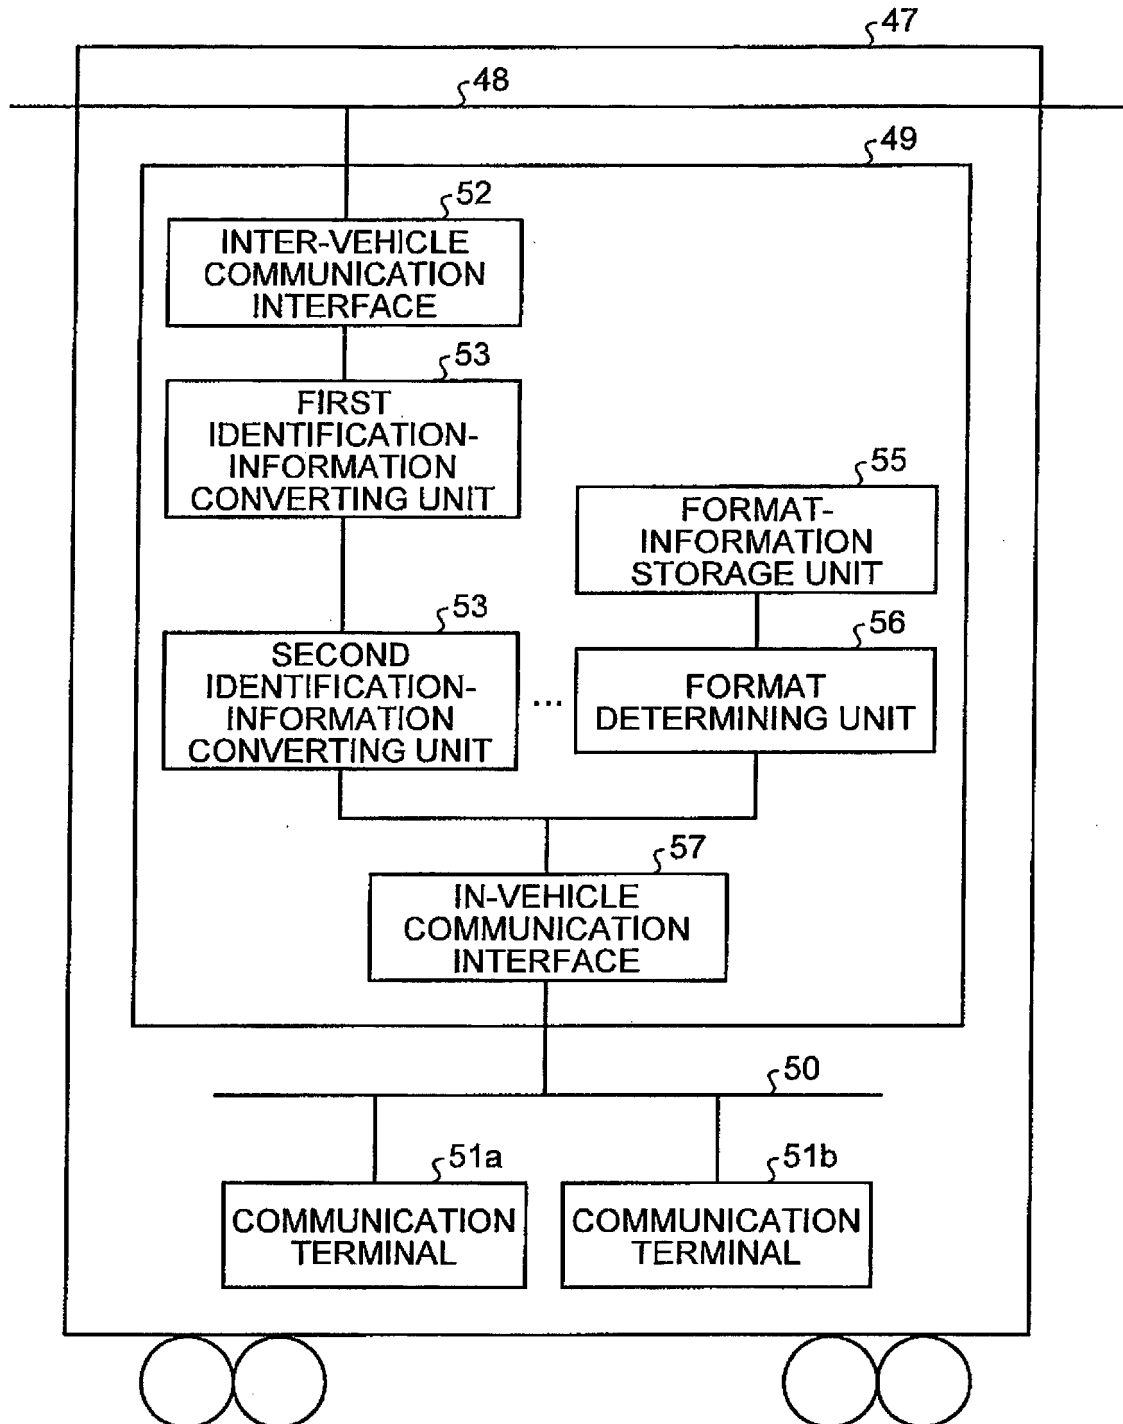 47
48
49
52
INTER-VEHICLE
COMMUNICATION
INTERFACE
53
FIRST
IDENTIFICATION-
INFORMATION
CONVERTING UNIT
55
FORMAT-
INFORMATION
STORAGE UNIT
53
SECOND
IDENTIFICATION-
INFORMATION
CONVERTING UNIT
...
56
FORMAT
DETERMINING UNIT
57
IN-VEHICLE
COMMUNICATION
INTERFACE
50
51a
COMMUNICATION
TERMINAL
51b
COMMUNICATION
TERMINAL